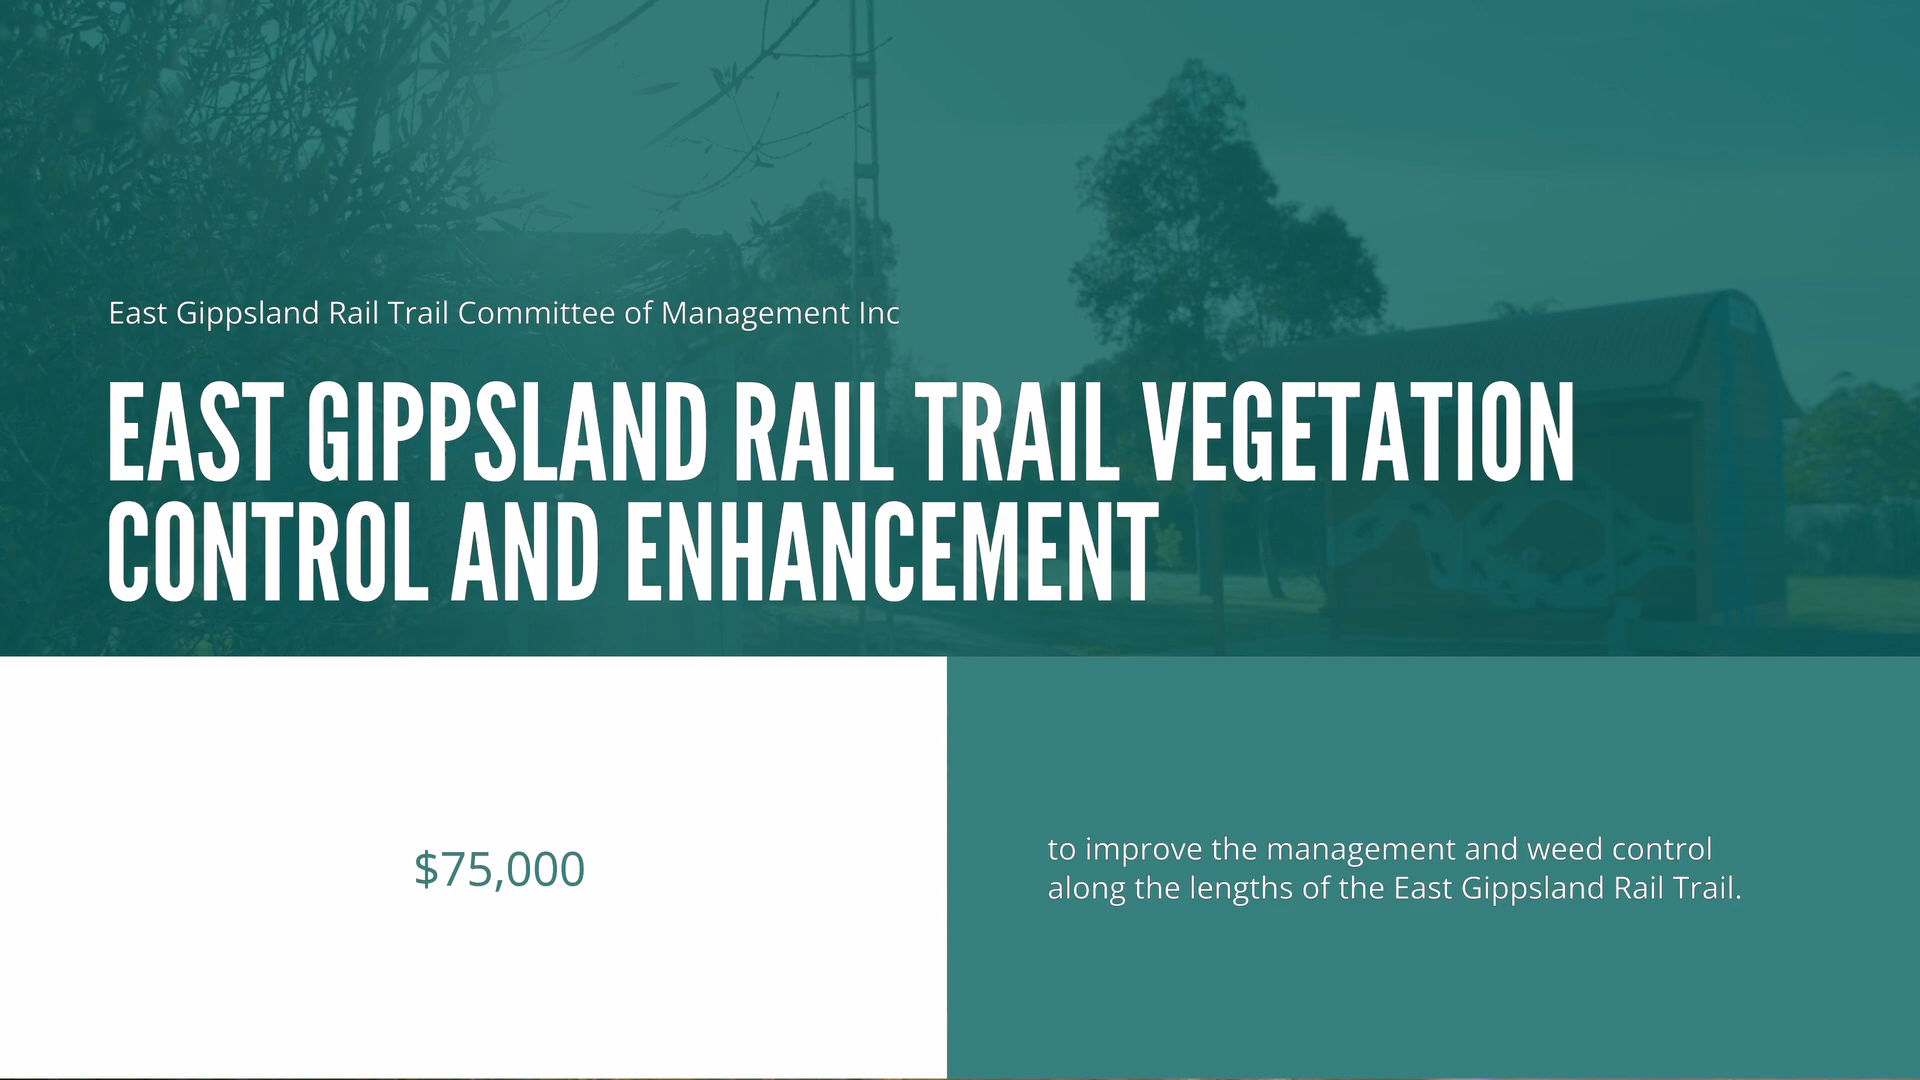 East Gippsland Rail Trail Committee of Management Inc
EAST GIPPSLAND RAIL TRAIL VEGETATION
CONTROL AND ENHANCEMENT
$75,000
to improve the management and weed control
along the lengths of the East Gippsland Rail Trail.